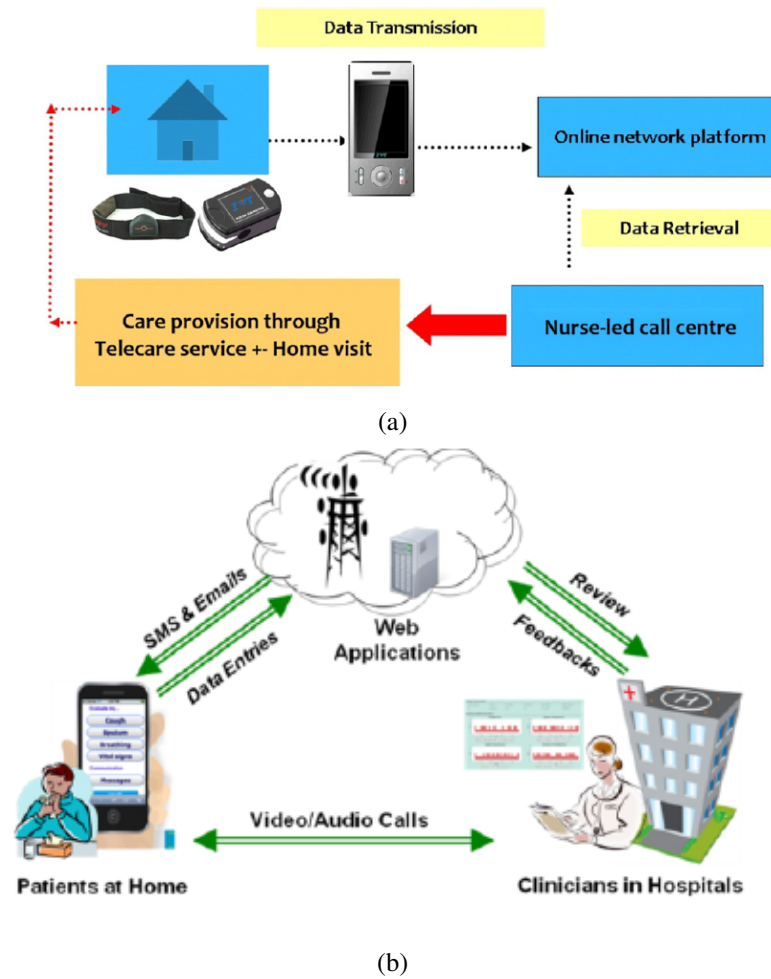 Data Transmission
Online network platform
Data Retrieval
Care provision through
Telecare service +- Home visit
Nurse-led call centre
(a)
SMS & Emails
Data Entries
Web
Applications
Review
Feedbacks
Cough
Sputum
Breathing
Vital signs
Messages
H
Video/Audio Calls
Patients at Home
Clinicians in Hospitals
(b)